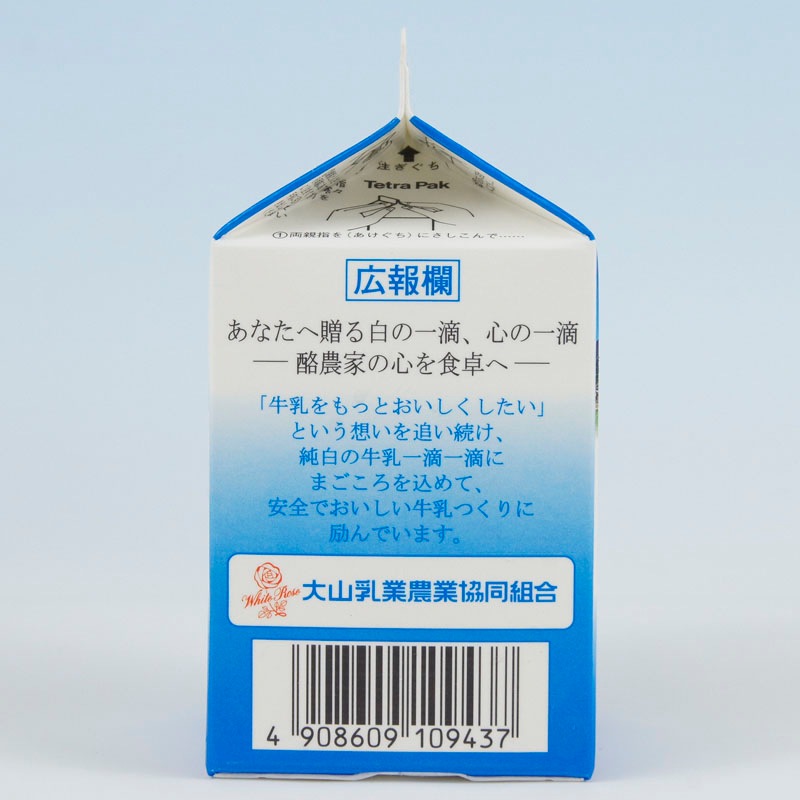 注ぎぐち
Tetra Pak
①両親指を〈あけぐち〉にさしこんで……
広報欄
あなたへ贈る白の一滴、心の一滴
― 酪農家の心を食卓へ ―
「牛乳をもっとおいしくしたい」
という想いを追い続け、
純白の牛乳一滴一滴に
まごころを込めて、
安全でおいしい牛乳つくりに
励んでいます。
White Rose
大山乳業農業協同組合
4 908609 109437